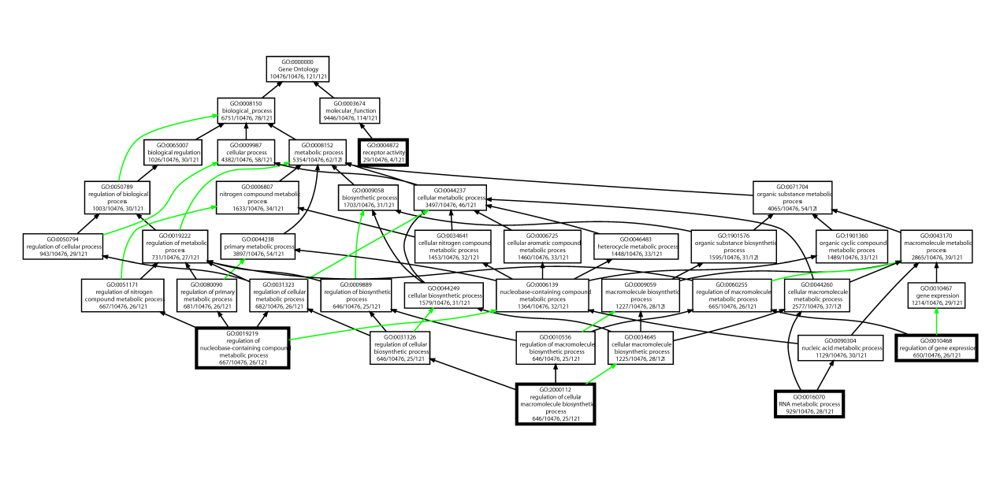 GO:0000000
Gene Ontology
10476/10476, 121/121
GO:0008150
biological_process
6751/10476, 78/121
GO:0003674
molecular_function
9446/10476, 114/121
GO:0065007
biological regulation
1026/10476, 30/121
GO:0009987
cellular process
4382/10476, 58/121
GO:0008152
metabolic process
5354/10476, 62/121
GO:0004872
receptor activity
29/10476, 4/121
GO:0050789
regulation of biological
process
1003/10476, 30/121
GO:0006807
nitrogen compound metabolic
process
1633/10476, 34/121
GO:0009058
biosynthetic process
1703/10476, 31/121
GO:0044237
cellular metabolic process
3497/10476, 46/121
GO:0071704
organic substance metabolic
process
4065/10476, 54/121
GO:0050794
regulation of cellular process
943/10476, 29/121
GO:0019222
regulation of metabolic
process
731/10476, 27/121
GO:0044238
primary metabolic process
3897/10476, 54/121
GO:0034641
cellular nitrogen compound
metabolic process
1453/10476, 32/121
GO:0006725
cellular aromatic compound
metabolic process
1460/10476, 33/121
GO:0046483
heterocycle metabolic process
1448/10476, 33/121
GO:1901576
organic substance biosynthetic
process
1595/10476, 31/121
GO:1901360
organic cyclic compound
metabolic process
1489/10476, 33/121
GO:0043170
macromolecule metabolic
process
2865/10476, 39/121
GO:0051171
regulation of nitrogen
compound metabolic process
667/10476, 26/121
GO:0080090
regulation of primary
metabolic process
681/10476, 26/121
GO:0031323
regulation of cellular
metabolic process
682/10476, 26/121
GO:0009889
regulation of biosynthetic
process
646/10476, 25/121
GO:0044249
cellular biosynthetic process
1579/10476, 31/121
GO:0006139
nucleobase-containing compound
metabolic process
1364/10476, 32/121
GO:0009059
macromolecule biosynthetic
process
1227/10476, 28/121
GO:0060255
regulation of macromolecule
metabolic process
665/10476, 26/121
GO:0044260
cellular macromolecule
metabolic process
2577/10476, 37/121
GO:0010467
gene expression
1214/10476, 29/121
GO:0019219
regulation of
nucleobase-containing compound
metabolic process
667/10476, 26/121
GO:0031326
regulation of cellular
biosynthetic process
646/10476, 25/121
GO:0010556
regulation of macromolecule
biosynthetic process
646/10476, 25/121
GO:0034645
cellular macromolecule
biosynthetic process
1225/10476, 28/121
GO:0090304
nucleic acid metabolic process
1129/10476, 30/121
GO:0010468
regulation of gene expression
650/10476, 26/121
GO:2000112
regulation of cellular
macromolecule biosynthetic
process
646/10476, 25/121
GO:0016070
RNA metabolic process
929/10476, 28/121